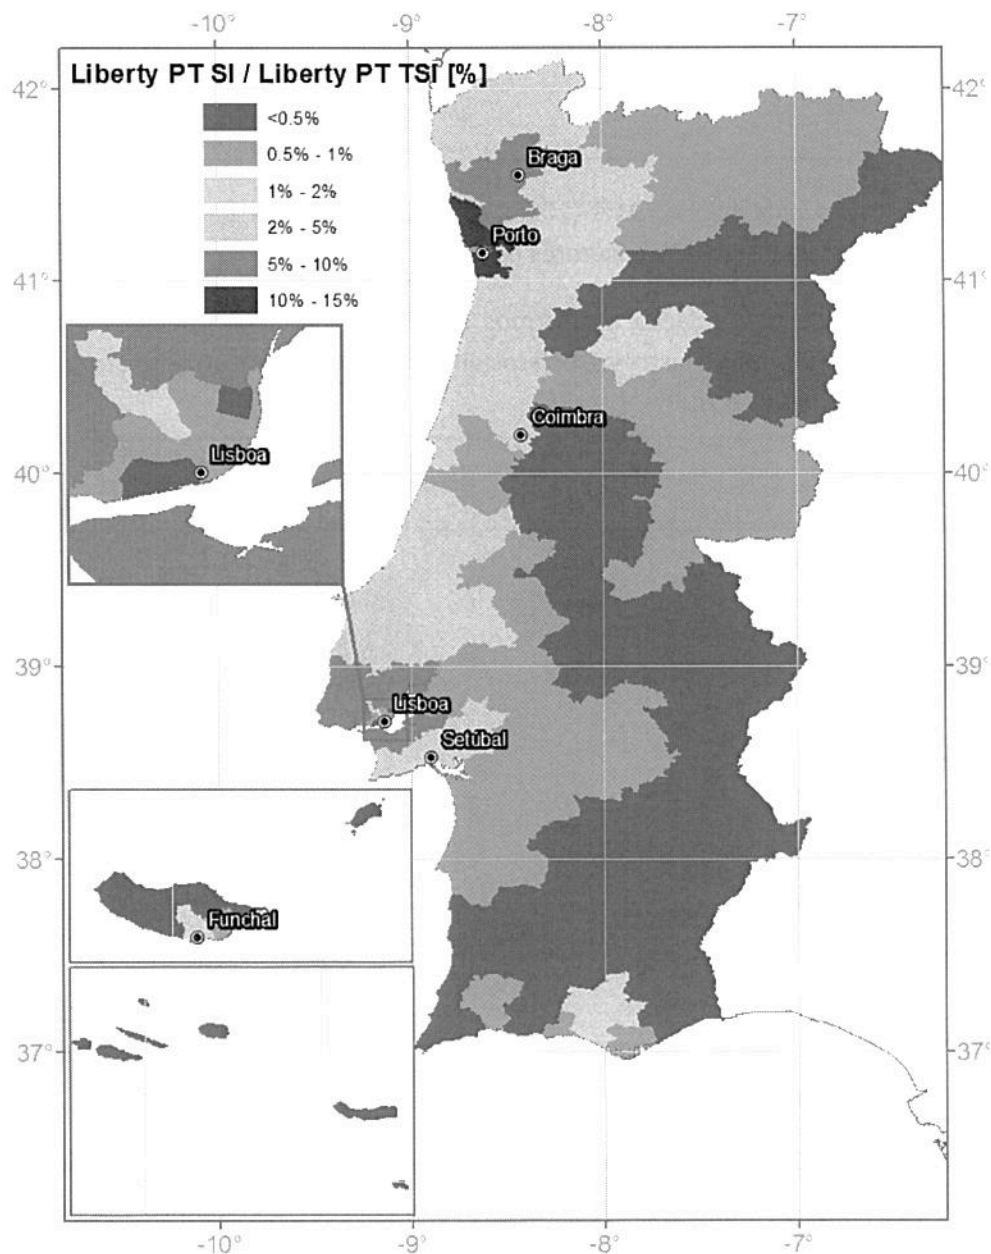 -10° -9° -8° -7°
Liberty PT SI / Liberty PT TSI [%]
42° 42°
<0.5%
0.5% - 1%
1% - 2%
2% - 5%
5% - 10%
10% - 15%
Braga
Porto
41° 41°
Coimbra
Lisboa
40° 40°
39° 39°
Lisboa
Setúbal
38° 38°
Funchal
37° 37°
-10° -9° -8° -7°